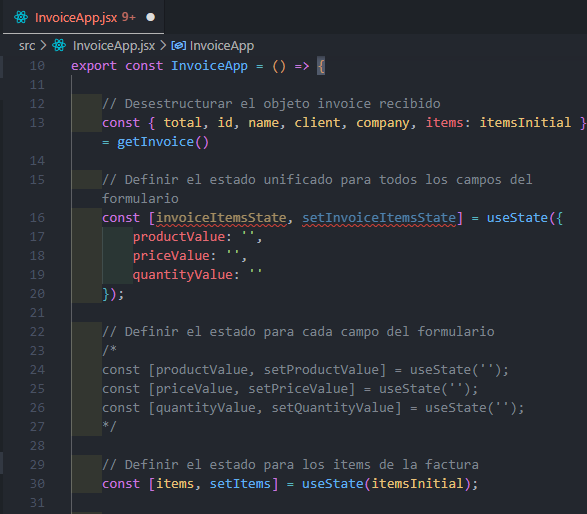 InvoiceApp.jsx 9+
src > InvoiceApp.jsx > InvoiceApp
10 export const InvoiceApp = () => {
11
12 // Desestructurar el objeto invoice recibido
13 const { total, id, name, client, company, items: itemsInitial }
= getInvoice()
14
15 // Definir el estado unificado para todos los campos del
formulario
16 const [invoiceItemsState, setInvoiceItemsState] = useState({
17 productValue: '',
18 priceValue: '',
19 quantityValue: ''
20 });
21
22 // Definir el estado para cada campo del formulario
23 /*
24 const [productValue, setProductValue] = useState('');
25 const [priceValue, setPriceValue] = useState('');
26 const [quantityValue, setQuantityValue] = useState('');
27 */
28
29 // Definir el estado para los items de la factura
30 const [items, setItems] = useState(itemsInitial);
31